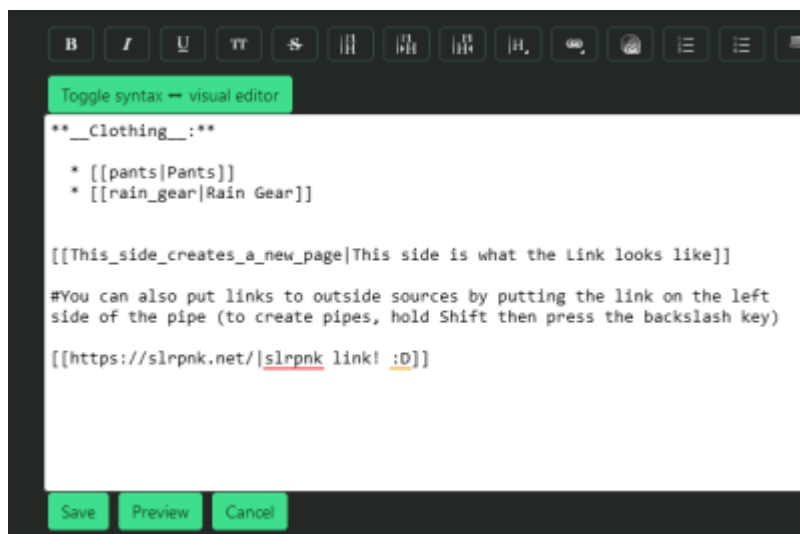 B I U TT S H H H H,
Toggle syntax ↔ visual editor
**__Clothing__:**
* [[pants|Pants]]
* [[rain_gear|Rain Gear]]
[[This_side_creates_a_new_page|This side is what the Link looks like]]
#You can also put links to outside sources by putting the link on the left
side of the pipe (to create pipes, hold Shift then press the backslash key)
[[https://slrpnk.net/|slrpnk link! :D]]
Save Preview Cancel